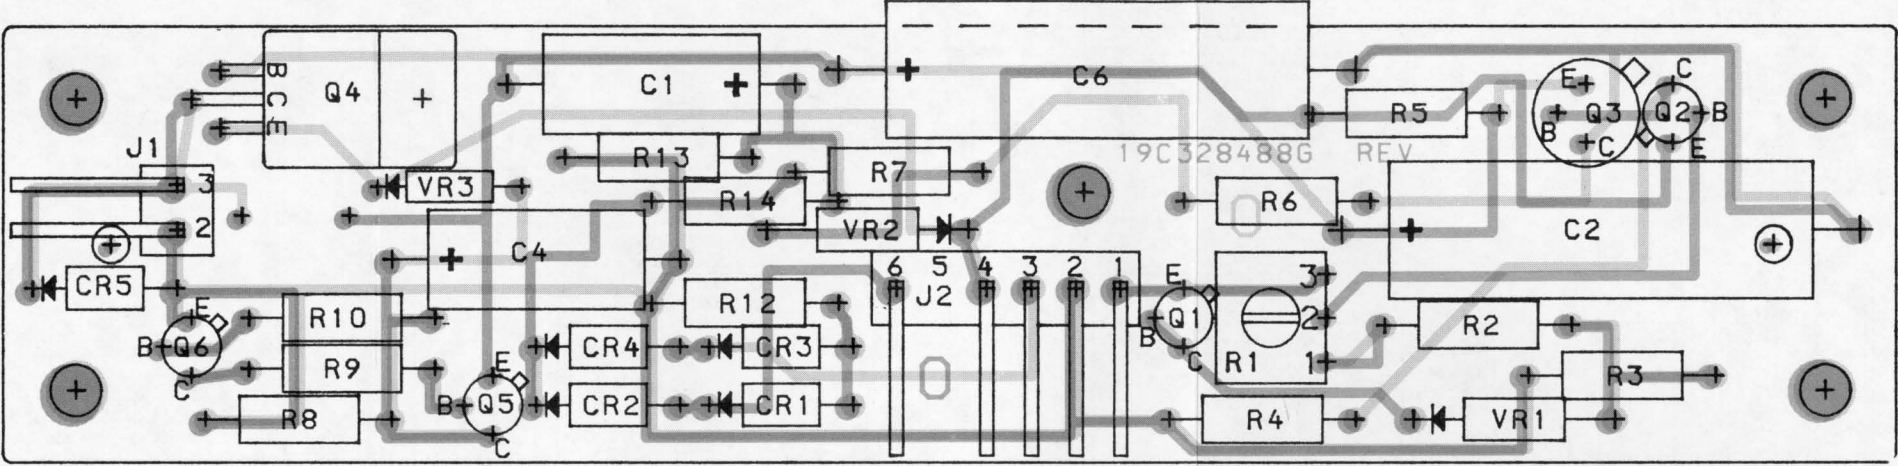 B
C
E
Q4
C1 +
+ C6
R5
E
Q3
B
C
C
Q2 B
E
19C328488G REV
J1
3
2
VR3
R13
R14
R7
VR2
R6
+ C2
+ C4
CR5
6 5 4 3 2 1
J2
E
Q1
B
C
3
2
1
R1
R2
R3
R4
VR1
E
B Q6
C
R10
R9
R8
E
B Q5
C
R12
CR4
CR3
CR2
CR1